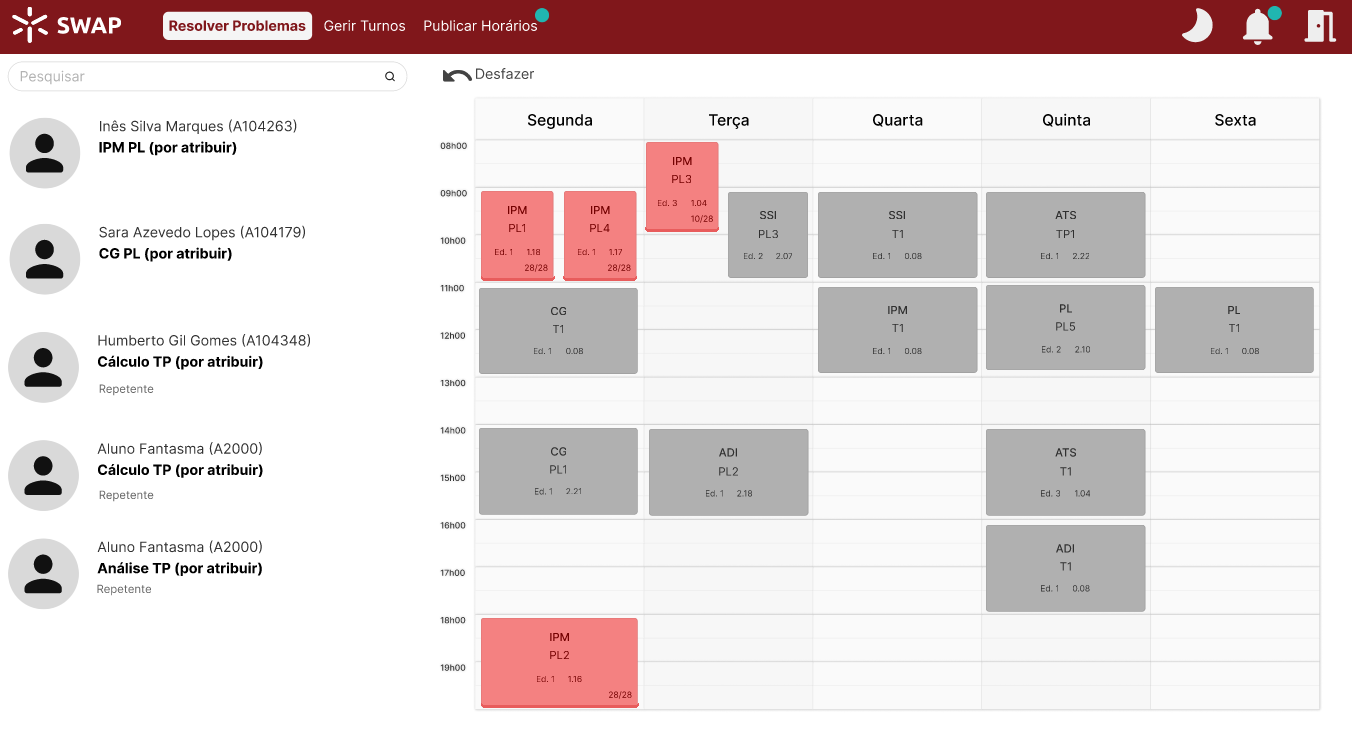 SWAP
Resolver Problemas
Gerir Turnos
Publicar Horários
Pesquisar
Inês Silva Marques (A104263)
IPM PL (por atribuir)
Sara Azevedo Lopes (A104179)
CG PL (por atribuir)
Humberto Gil Gomes (A104348)
Cálculo TP (por atribuir)
Repetente
Aluno Fantasma (A2000)
Cálculo TP (por atribuir)
Repetente
Aluno Fantasma (A2000)
Análise TP (por atribuir)
Repetente
Desfazer
Segunda Terça Quarta Quinta Sexta
08h00
09h00
10h00
11h00
12h00
13h00
14h00
15h00
16h00
17h00
18h00
19h00
IPM
PL1
Ed. 1 1.18
28/28
IPM
PL4
Ed. 1 1.17
28/28
CG
T1
Ed. 1 0.08
CG
PL1
Ed. 1 2.21
IPM
PL2
Ed. 1 1.16
28/28
IPM
PL3
Ed. 3 1.04
10/28
SSI
PL3
Ed. 2 2.07
ADI
PL2
Ed. 1 2.18
SSI
T1
Ed. 1 0.08
IPM
T1
Ed. 1 0.08
ATS
TP1
Ed. 1 2.22
PL
PL5
Ed. 2 2.10
ATS
T1
Ed. 3 1.04
ADI
T1
Ed. 1 0.08
PL
T1
Ed. 1 0.08